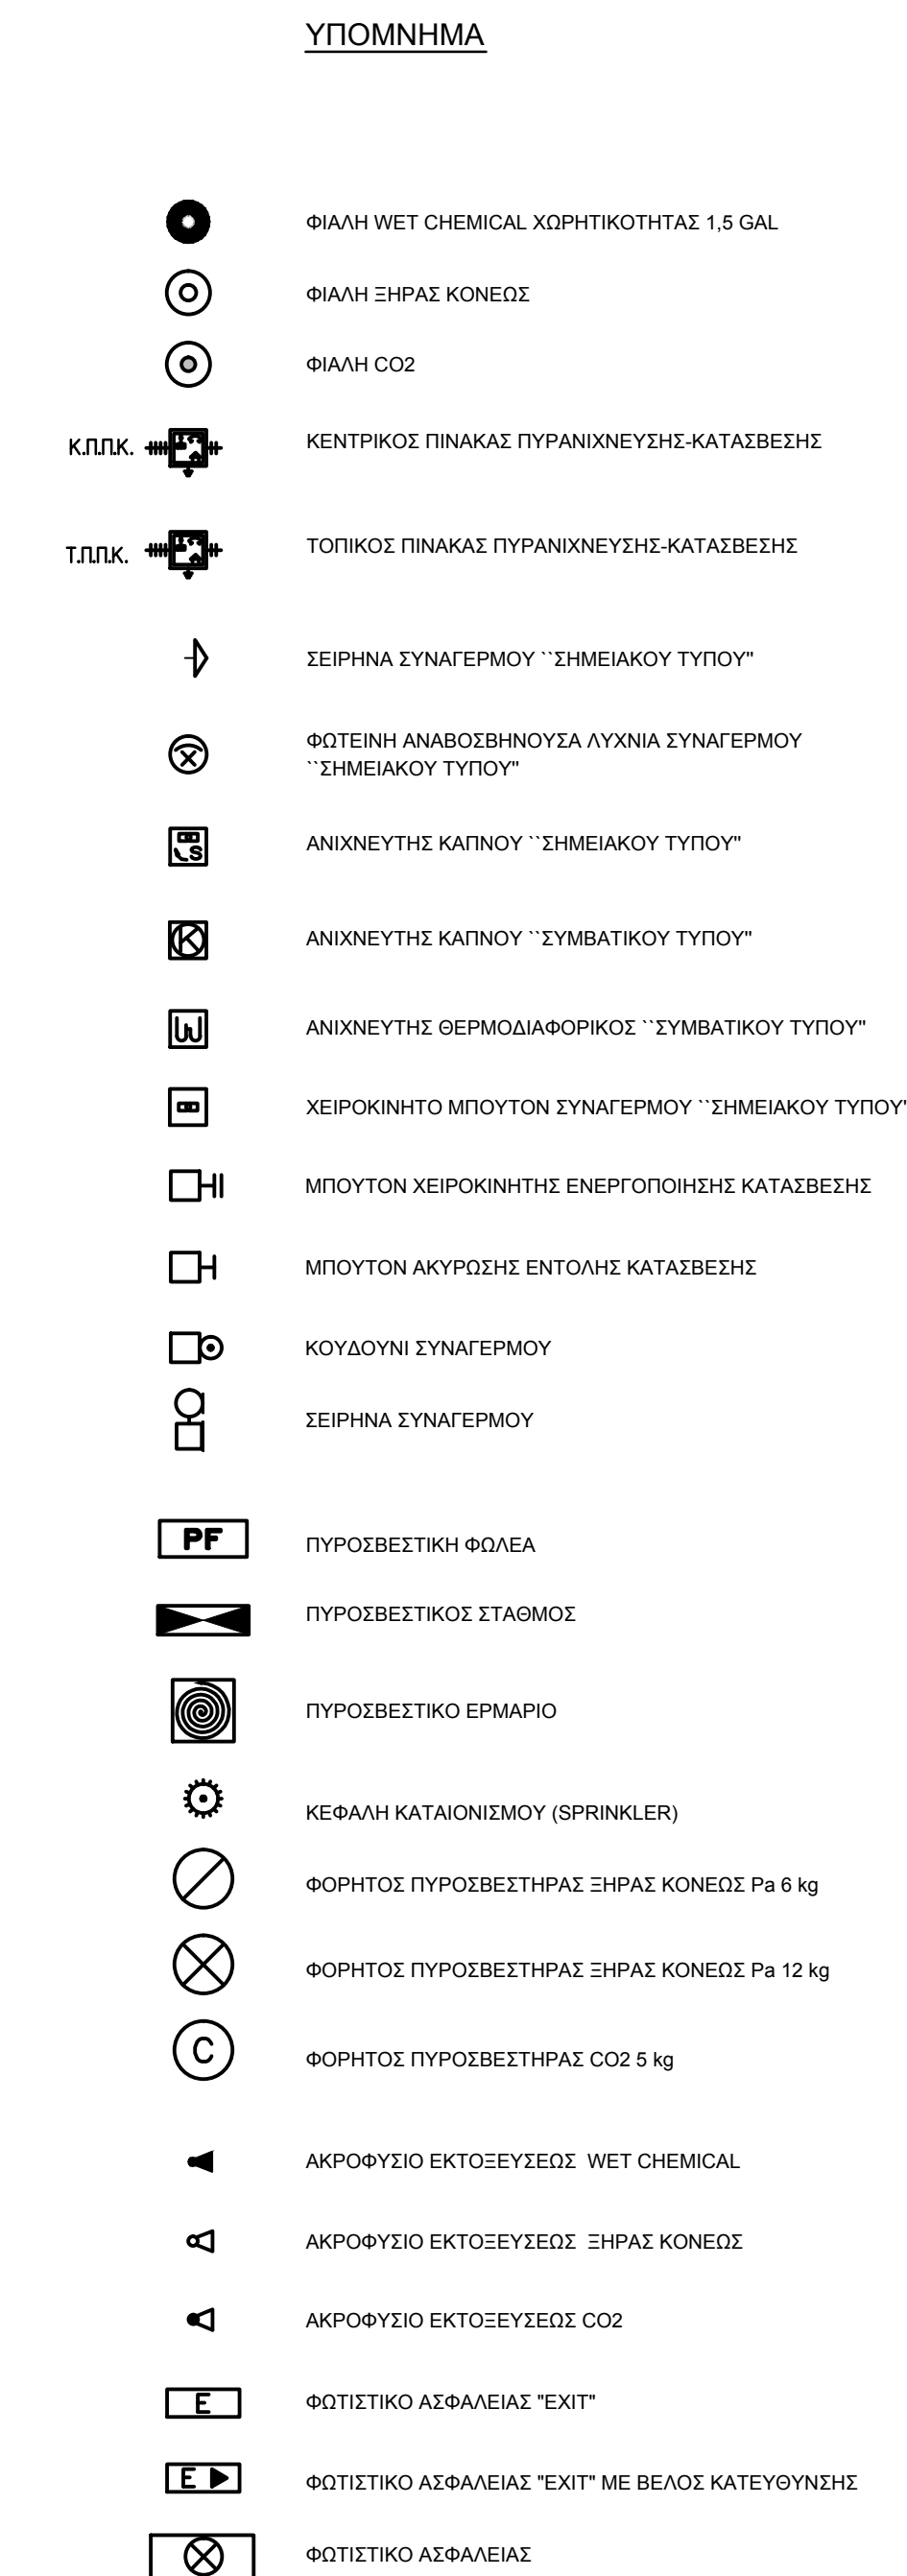 ΥΠΟΜΝΗΜΑ
ΦΙΑΛΗ WET CHEMICAL ΧΩΡΗΤΙΚΟΤΗΤΑΣ 1,5 GAL
ΦΙΑΛΗ ΞΗΡΑΣ ΚΟΝΕΩΣ
ΦΙΑΛΗ CO2
Κ.Π.Π.Κ. ΚΕΝΤΡΙΚΟΣ ΠΙΝΑΚΑΣ ΠΥΡΑΝΙΧΝΕΥΣΗΣ-ΚΑΤΑΣΒΕΣΗΣ
Τ.Π.Π.Κ. ΤΟΠΙΚΟΣ ΠΙΝΑΚΑΣ ΠΥΡΑΝΙΧΝΕΥΣΗΣ-ΚΑΤΑΣΒΕΣΗΣ
ΣΕΙΡΗΝΑ ΣΥΝΑΓΕΡΜΟΥ ``ΣΗΜΕΙΑΚΟΥ ΤΥΠΟΥ"
ΦΩΤΕΙΝΗ ΑΝΑΒΟΣΒΗΝΟΥΣΑ ΛΥΧΝΙΑ ΣΥΝΑΓΕΡΜΟΥ
``ΣΗΜΕΙΑΚΟΥ ΤΥΠΟΥ"
S ΑΝΙΧΝΕΥΤΗΣ ΚΑΠΝΟΥ ``ΣΗΜΕΙΑΚΟΥ ΤΥΠΟΥ"
K ΑΝΙΧΝΕΥΤΗΣ ΚΑΠΝΟΥ ``ΣΥΜΒΑΤΙΚΟΥ ΤΥΠΟΥ"
ΑΝΙΧΝΕΥΤΗΣ ΘΕΡΜΟΔΙΑΦΟΡΙΚΟΣ ``ΣΥΜΒΑΤΙΚΟΥ ΤΥΠΟΥ"
ΧΕΙΡΟΚΙΝΗΤΟ ΜΠΟΥΤΟΝ ΣΥΝΑΓΕΡΜΟΥ ``ΣΗΜΕΙΑΚΟΥ ΤΥΠΟΥ'
ΜΠΟΥΤΟΝ ΧΕΙΡΟΚΙΝΗΤΗΣ ΕΝΕΡΓΟΠΟΙΗΣΗΣ ΚΑΤΑΣΒΕΣΗΣ
ΜΠΟΥΤΟΝ ΑΚΥΡΩΣΗΣ ΕΝΤΟΛΗΣ ΚΑΤΑΣΒΕΣΗΣ
ΚΟΥΔΟΥΝΙ ΣΥΝΑΓΕΡΜΟΥ
ΣΕΙΡΗΝΑ ΣΥΝΑΓΕΡΜΟΥ
PF ΠΥΡΟΣΒΕΣΤΙΚΗ ΦΩΛΕΑ
ΠΥΡΟΣΒΕΣΤΙΚΟΣ ΣΤΑΘΜΟΣ
ΠΥΡΟΣΒΕΣΤΙΚΟ ΕΡΜΑΡΙΟ
ΚΕΦΑΛΗ ΚΑΤΑΙΟΝΙΣΜΟΥ (SPRINKLER)
ΦΟΡΗΤΟΣ ΠΥΡΟΣΒΕΣΤΗΡΑΣ ΞΗΡΑΣ ΚΟΝΕΩΣ Pa 6 kg
ΦΟΡΗΤΟΣ ΠΥΡΟΣΒΕΣΤΗΡΑΣ ΞΗΡΑΣ ΚΟΝΕΩΣ Pa 12 kg
C ΦΟΡΗΤΟΣ ΠΥΡΟΣΒΕΣΤΗΡΑΣ CO2 5 kg
ΑΚΡΟΦΥΣΙΟ ΕΚΤΟΞΕΥΣΕΩΣ WET CHEMICAL
ΑΚΡΟΦΥΣΙΟ ΕΚΤΟΞΕΥΣΕΩΣ ΞΗΡΑΣ ΚΟΝΕΩΣ
ΑΚΡΟΦΥΣΙΟ ΕΚΤΟΞΕΥΣΕΩΣ CO2
E ΦΩΤΙΣΤΙΚΟ ΑΣΦΑΛΕΙΑΣ "EXIT"
E ΦΩΤΙΣΤΙΚΟ ΑΣΦΑΛΕΙΑΣ "EXIT" ΜΕ ΒΕΛΟΣ ΚΑΤΕΥΘΥΝΣΗΣ
ΦΩΤΙΣΤΙΚΟ ΑΣΦΑΛΕΙΑΣ